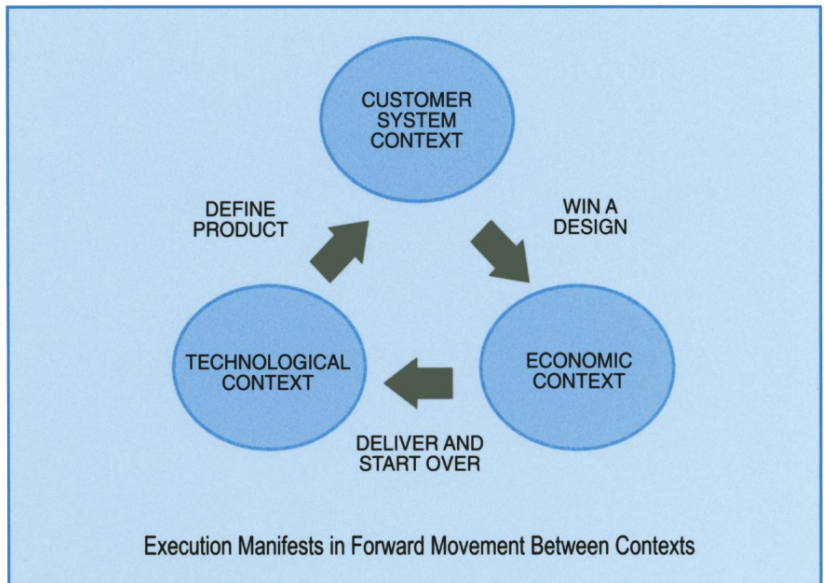 CUSTOMER
SYSTEM
CONTEXT
DEFINE
PRODUCT
WIN A
DESIGN
TECHNOLOGICAL
CONTEXT
ECONOMIC
CONTEXT
DELIVER AND
START OVER
Execution Manifests in Forward Movement Between Contexts